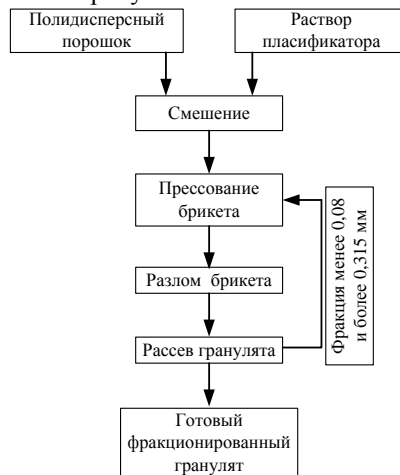 Полидисперсный
порошок
Раствор
пласификатора
Смешение
Прессование
брикета
Разлом брикета
Рассев гранулята
Фракция менее 0,08
и более 0,315 мм
Готовый
фракционированный
гранулят